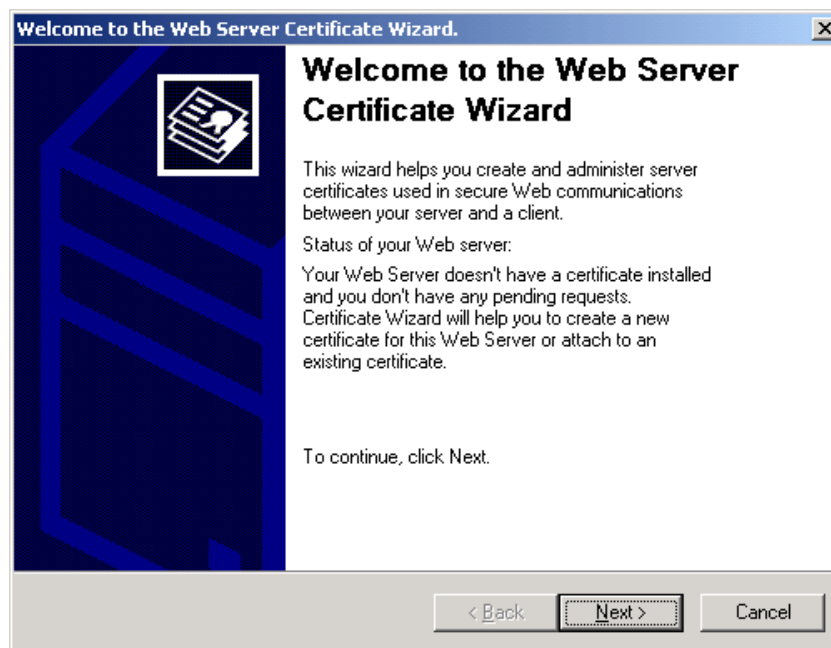 Welcome to the Web Server Certificate Wizard.
Welcome to the Web Server
Certificate Wizard
This wizard helps you create and administer server
certificates used in secure Web communications
between your server and a client.
Status of your Web server:
Your Web Server doesn't have a certificate installed
and you don't have any pending requests.
Certificate Wizard will help you to create a new
certificate for this Web Server or attach to an
existing certificate.
To continue, click Next.
< Back
Next >
Cancel